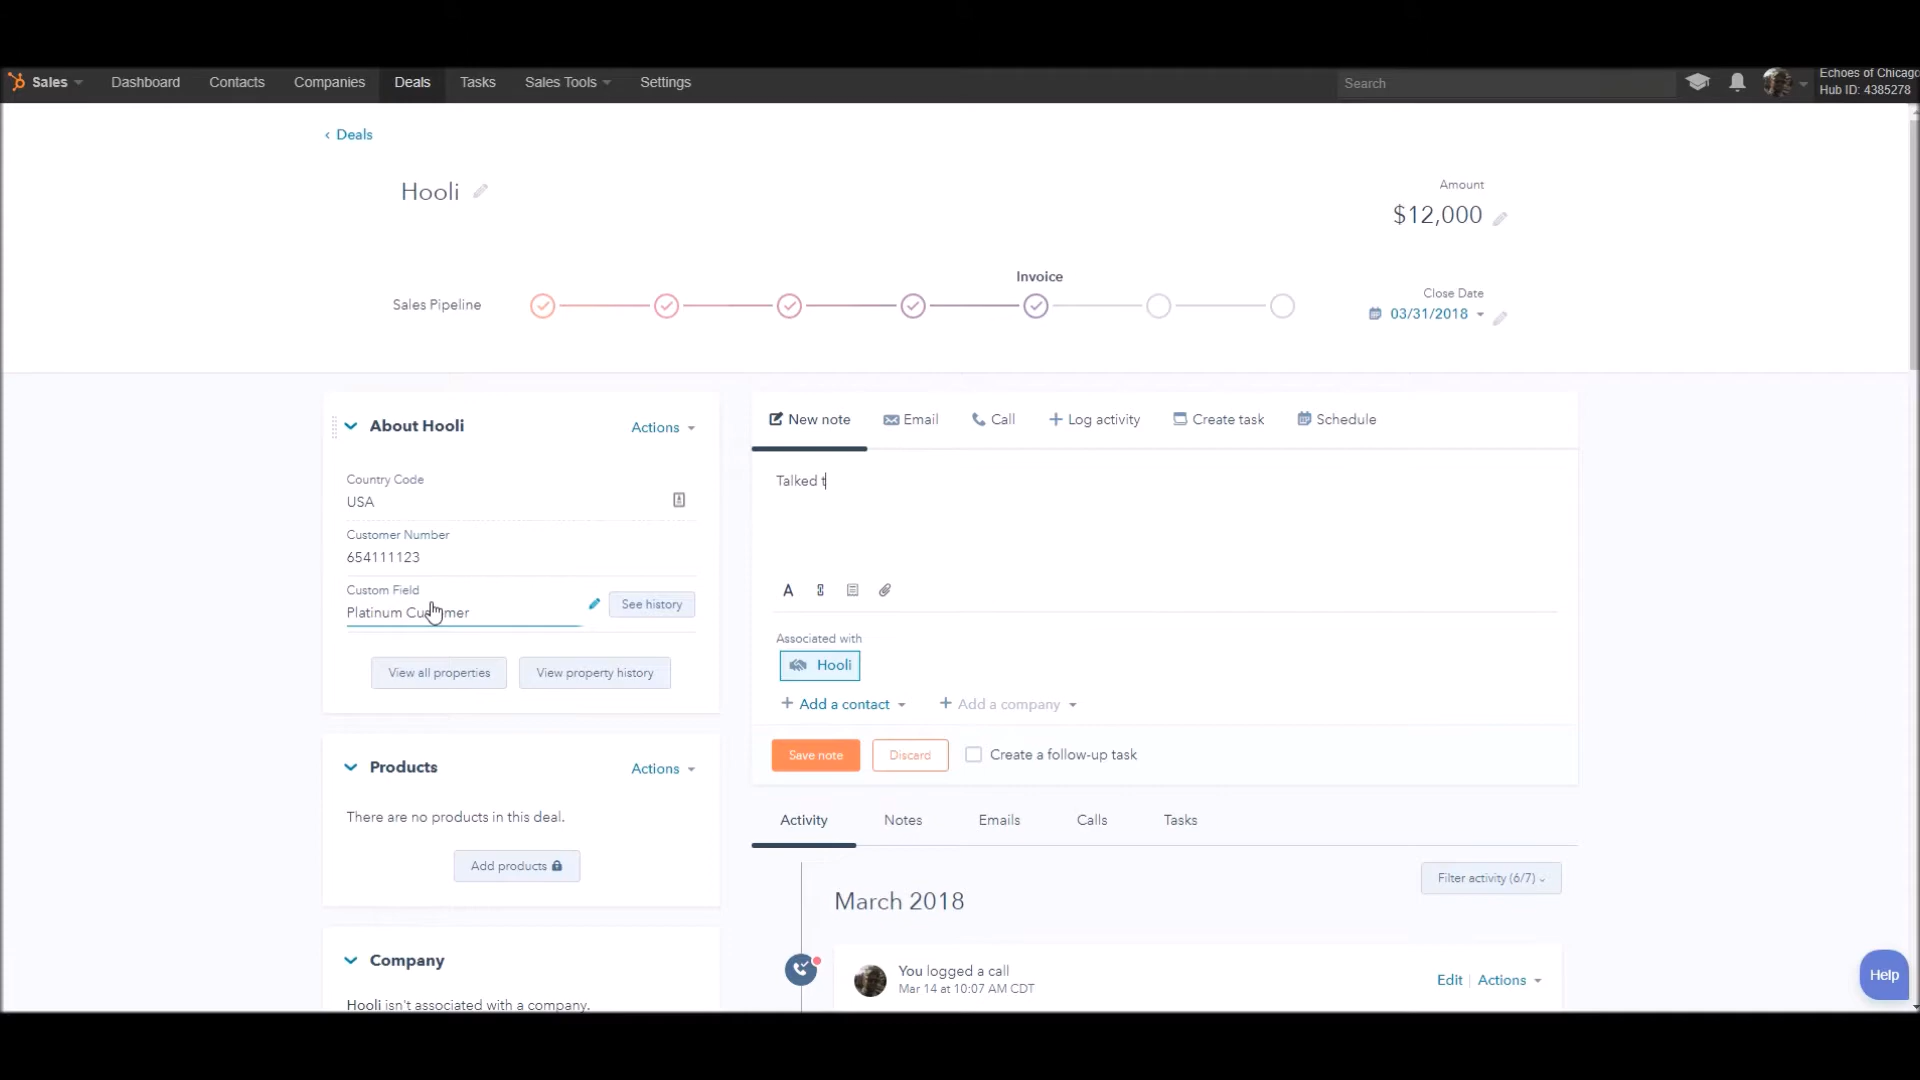 Sales
Dashboard
Contacts
Companies
Deals
Tasks
Sales Tools
Settings
Search
Echoes of Chicago
Hub ID: 4385278
‹ Deals
Hooli
Amount
$12,000
Invoice
Sales Pipeline
Close Date
03/31/2018
About Hooli
Actions
Country Code
USA
Customer Number
654111123
Custom Field
Platinum Customer
See history
View all properties
View property history
Products
Actions
There are no products in this deal.
Add products
Company
Hooli isn't associated with a company.
New note
Email
Call
+ Log activity
Create task
Schedule
Talked t
A
Associated with
Hooli
+ Add a contact
+ Add a company
Save note
Discard
Create a follow-up task
Activity
Notes
Emails
Calls
Tasks
Filter activity (6/7)
March 2018
You logged a call
Mar 14 at 10:07 AM CDT
Edit
Actions
Help